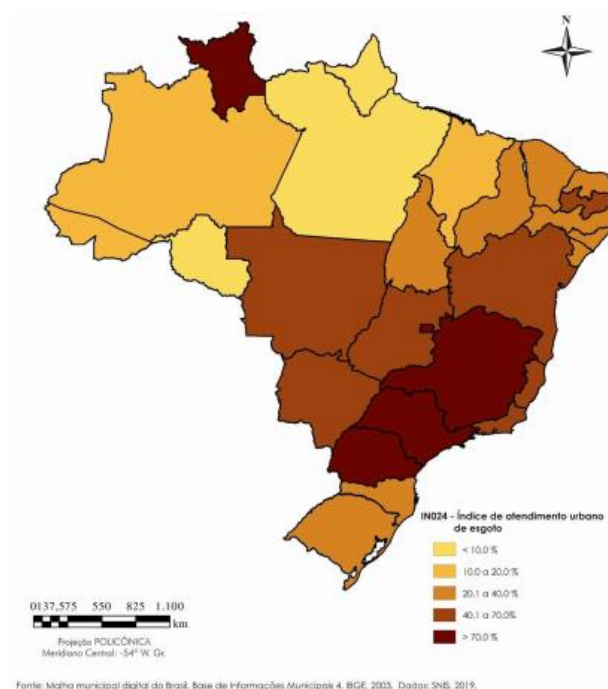 N
IN024 - Índice de atendimento urbano
de esgoto
< 10,0 %
10,0 a 20,0 %
20,1 a 40,0 %
40,1 a 70,0%
> 70,0 %
0137,575 550 825 1.100
km
Projeção POLICÔNICA
Meridiano Central: -54° W. Gr.
Fonte: Malha municipal digital do Brasil, Base de Informações Municipais 4. IBGE, 2003. Dados: SNIS, 2019.